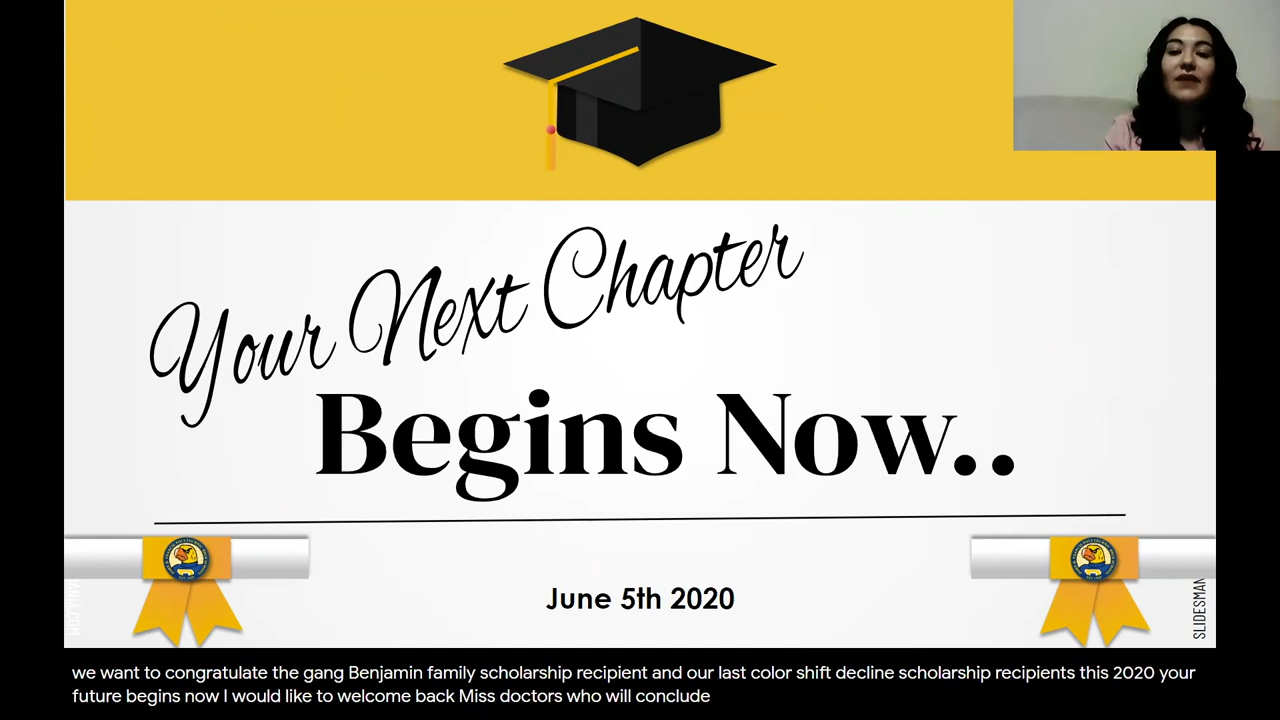 Your Next Chapter
Begins Now..
June 5th 2020
SLIDESMAN
ANIA.COM
we want to congratulate the gang Benjamin family scholarship recipient and our last color shift decline scholarship recipients this 2020 your
future begins now I would like to welcome back Miss doctors who will conclude